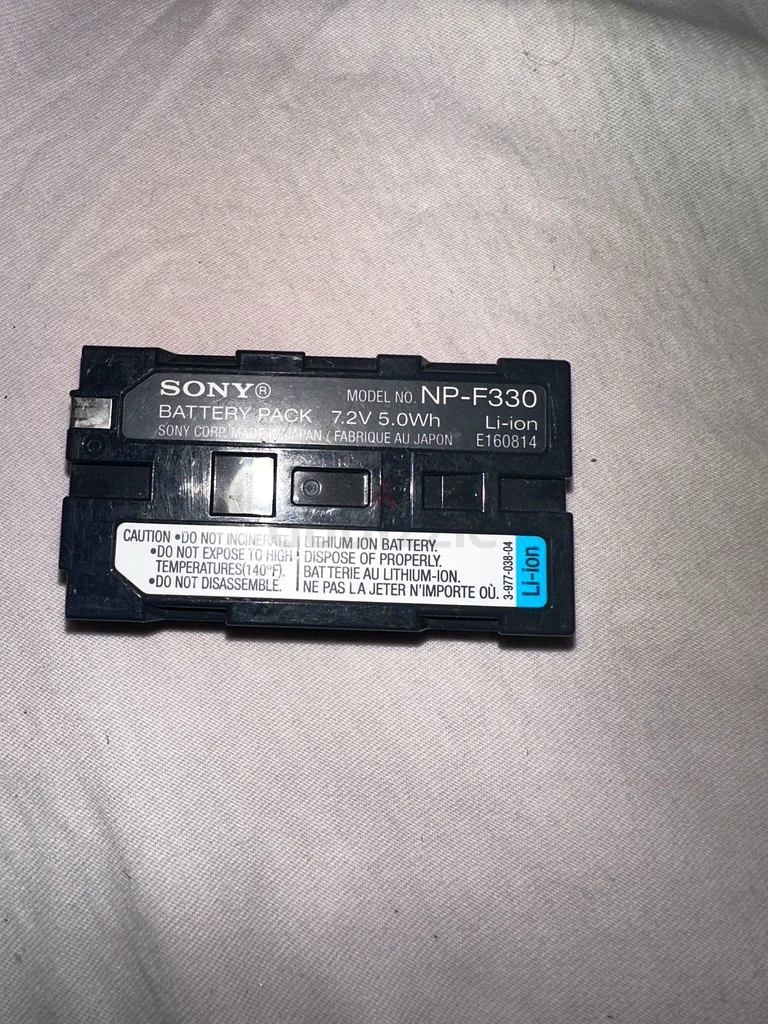 SONY®
MODEL NO. NP-F330
BATTERY PACK 7.2V 5.0Wh Li-ion
SONY CORP. MADE IN JAPAN / FABRIQUE AU JAPON E160814
CAUTION •DO NOT INCINERATE
•DO NOT EXPOSE TO HIGH
TEMPERATURES(140°F).
•DO NOT DISASSEMBLE.
LITHIUM ION BATTERY.
DISPOSE OF PROPERLY.
BATTERIE AU LITHIUM-ION.
NE PAS LA JETER N'IMPORTE OÙ.
3-977-038-04
Li-ion